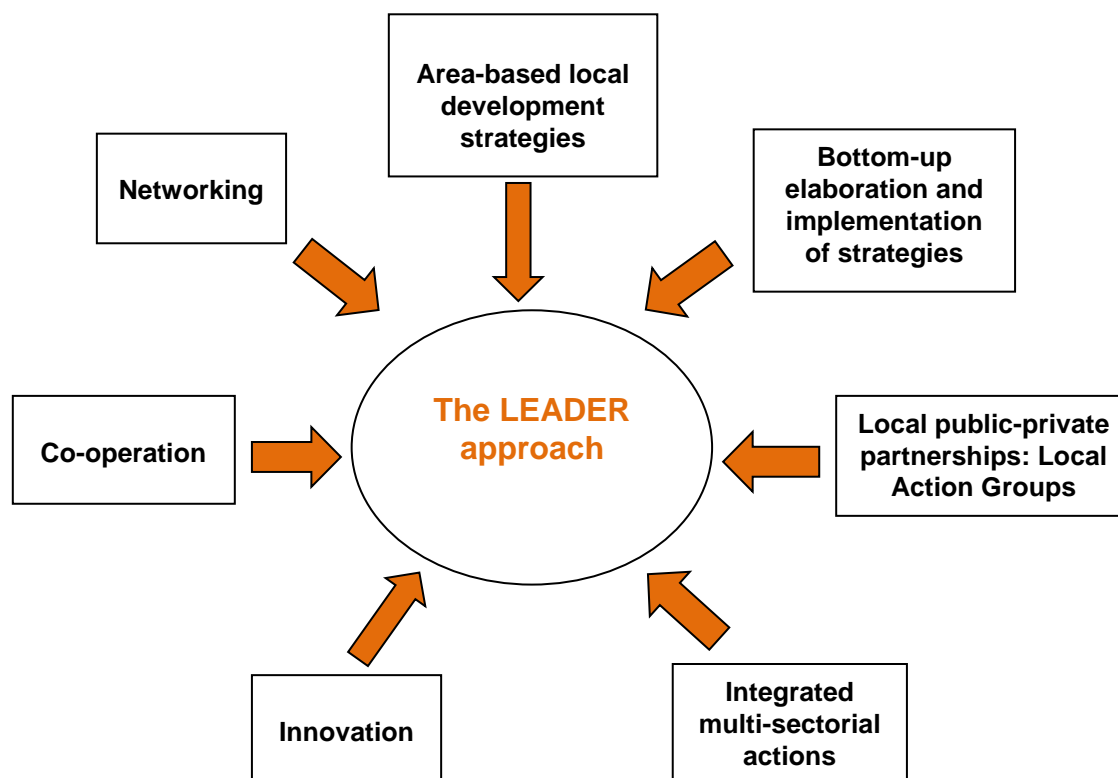 Area-based local
development
strategies
Bottom-up
elaboration and
implementation
of strategies
Networking
The LEADER
approach
Co-operation
Local public-private
partnerships: Local
Action Groups
Innovation
Integrated
multi-sectorial
actions